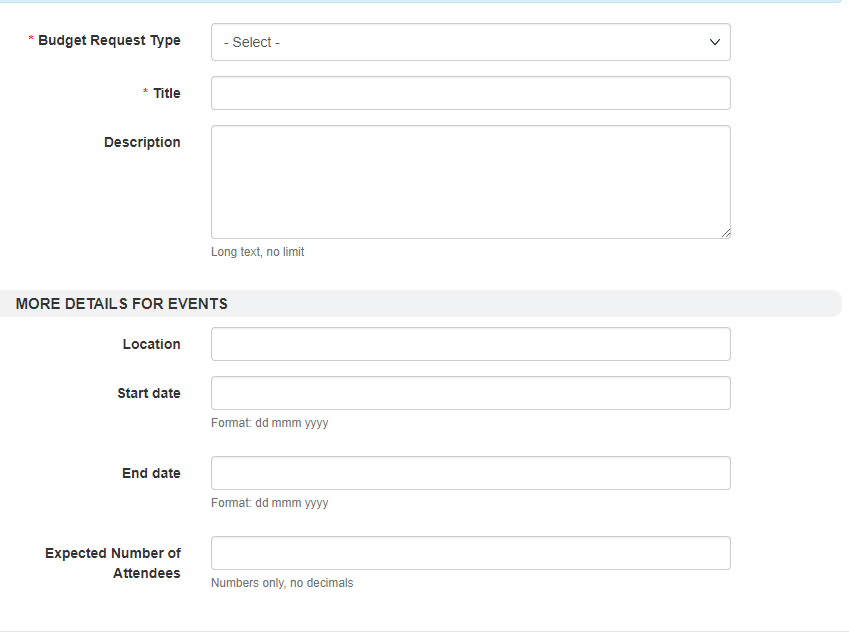 * Budget Request Type
- Select -
* Title
Description
Long text, no limit
MORE DETAILS FOR EVENTS
Location
Start date
Format: dd mmm yyyy
End date
Format: dd mmm yyyy
Expected Number of
Attendees
Numbers only, no decimals